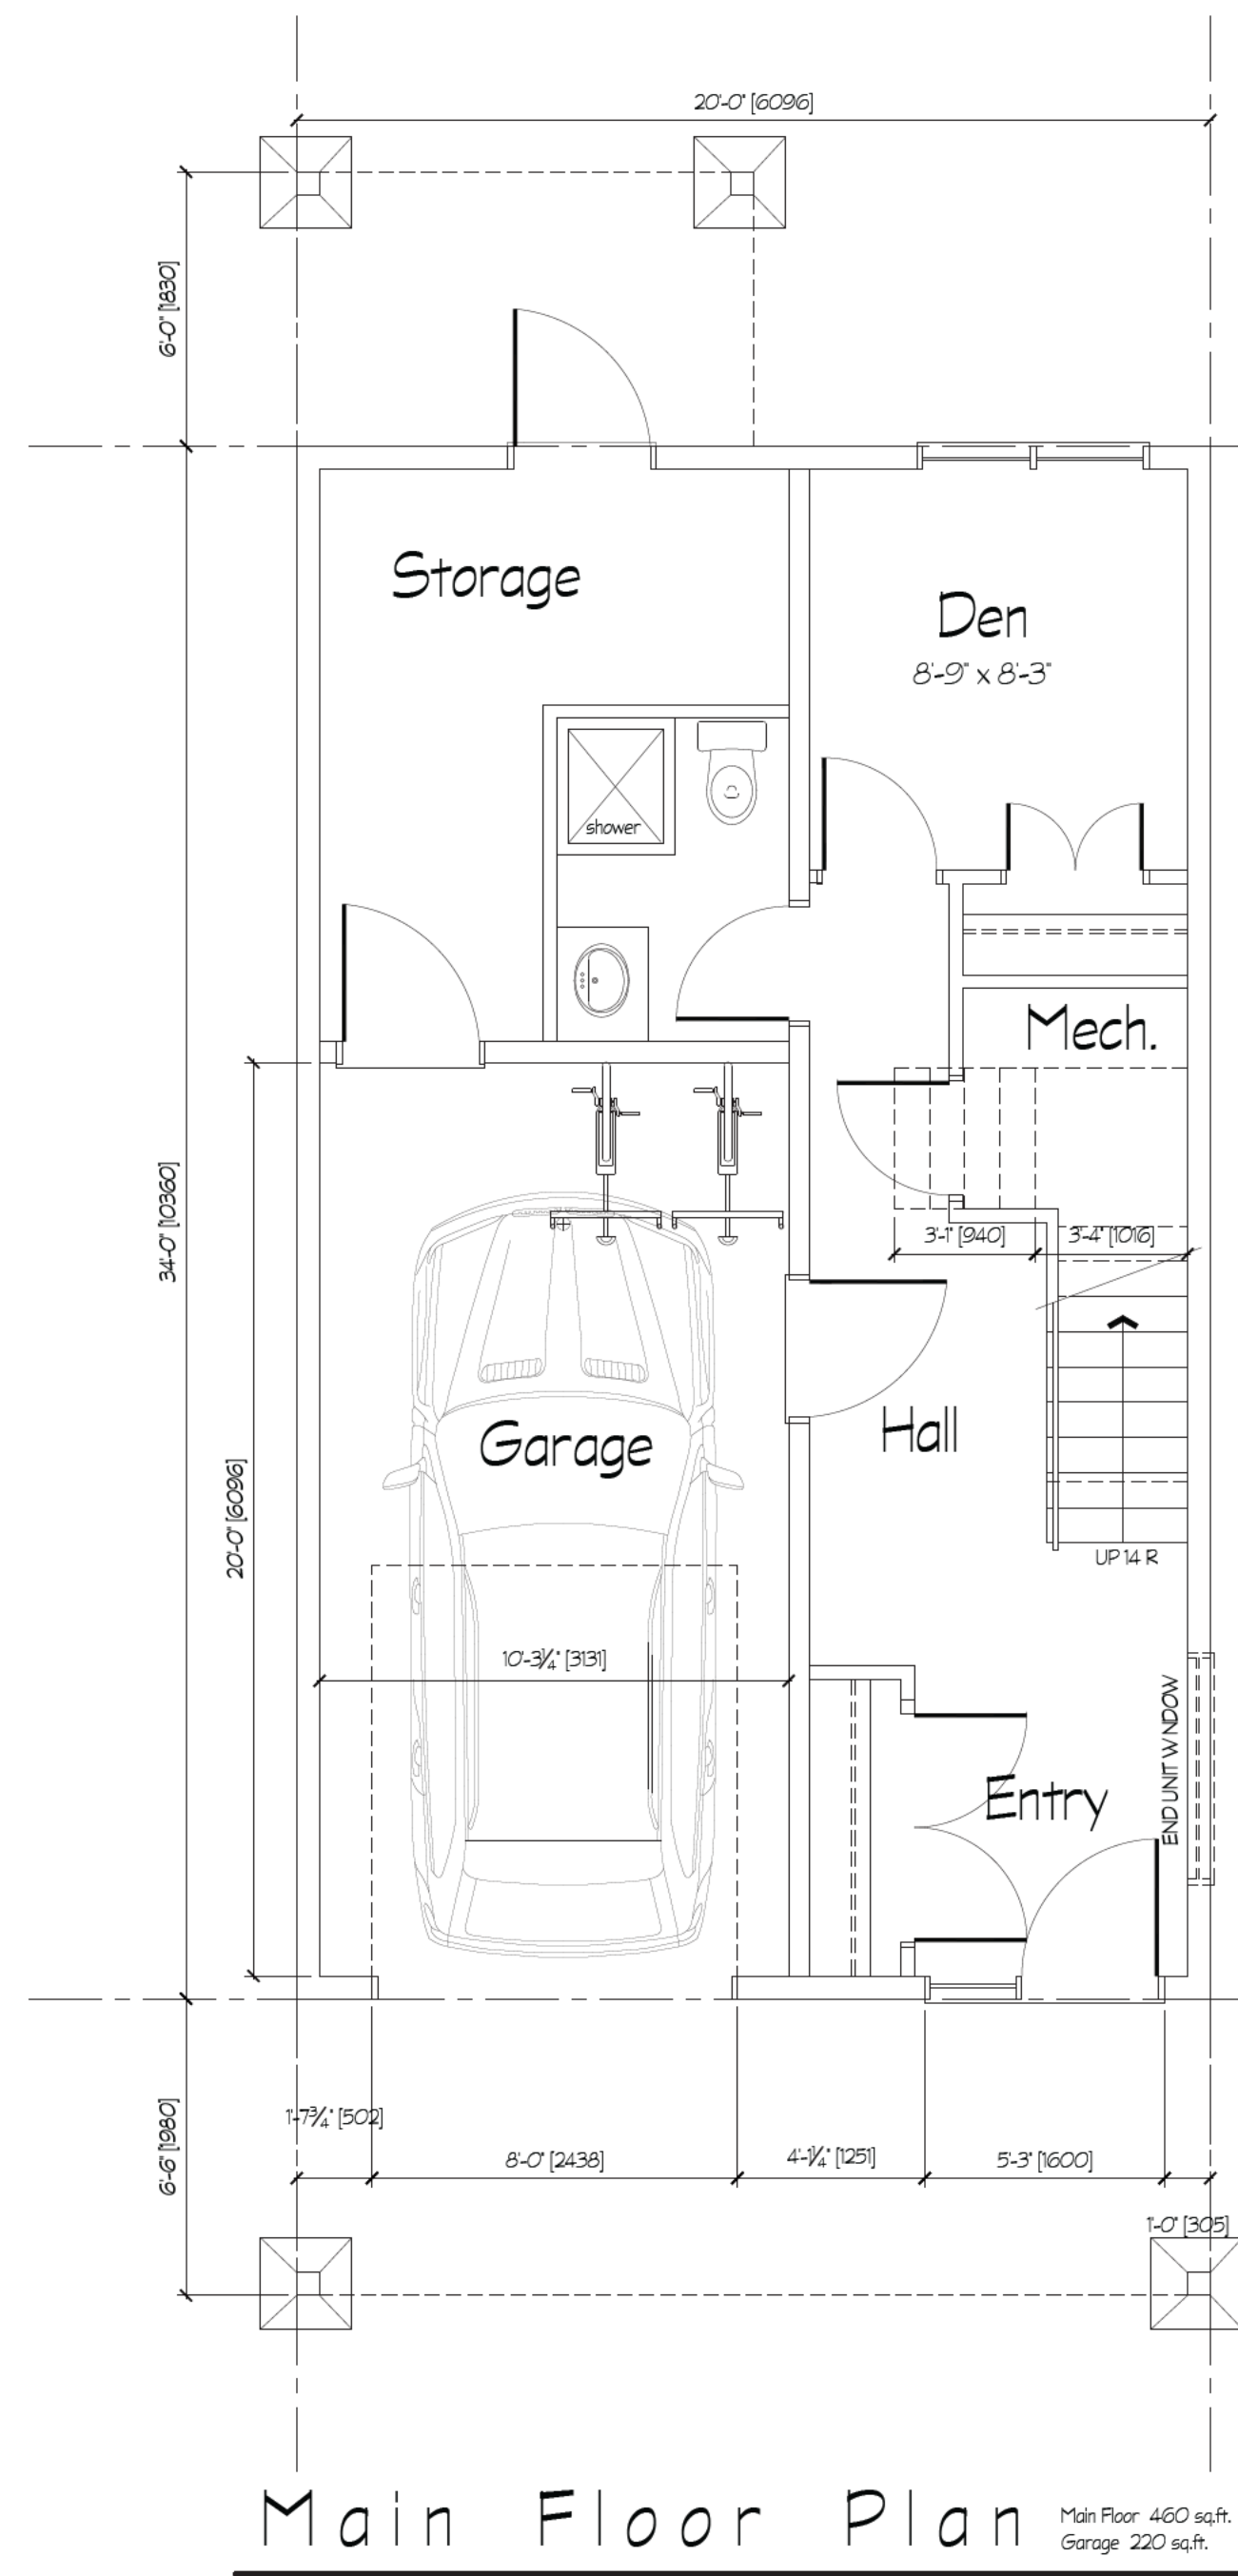 20'-0" [6096]
6'-0" [1830]
Storage
Den
8'-9" x 8'-3"
shower
Mech.
34'-0" [10360]
3'-1" [940]
3'-4" [1016]
Hall
Garage
20'-0" [6096]
UP 14 R
10'-3¼" [3131]
END UNIT W NDOW
Entry
6'-6" [1980]
1'-7¾" [502]
8'-0" [2438]
4'-1¼" [1251]
5'-3" [1600]
1'-0" [305]
Main Floor Plan
Main Floor 460 sq.ft.
Garage 220 sq.ft.